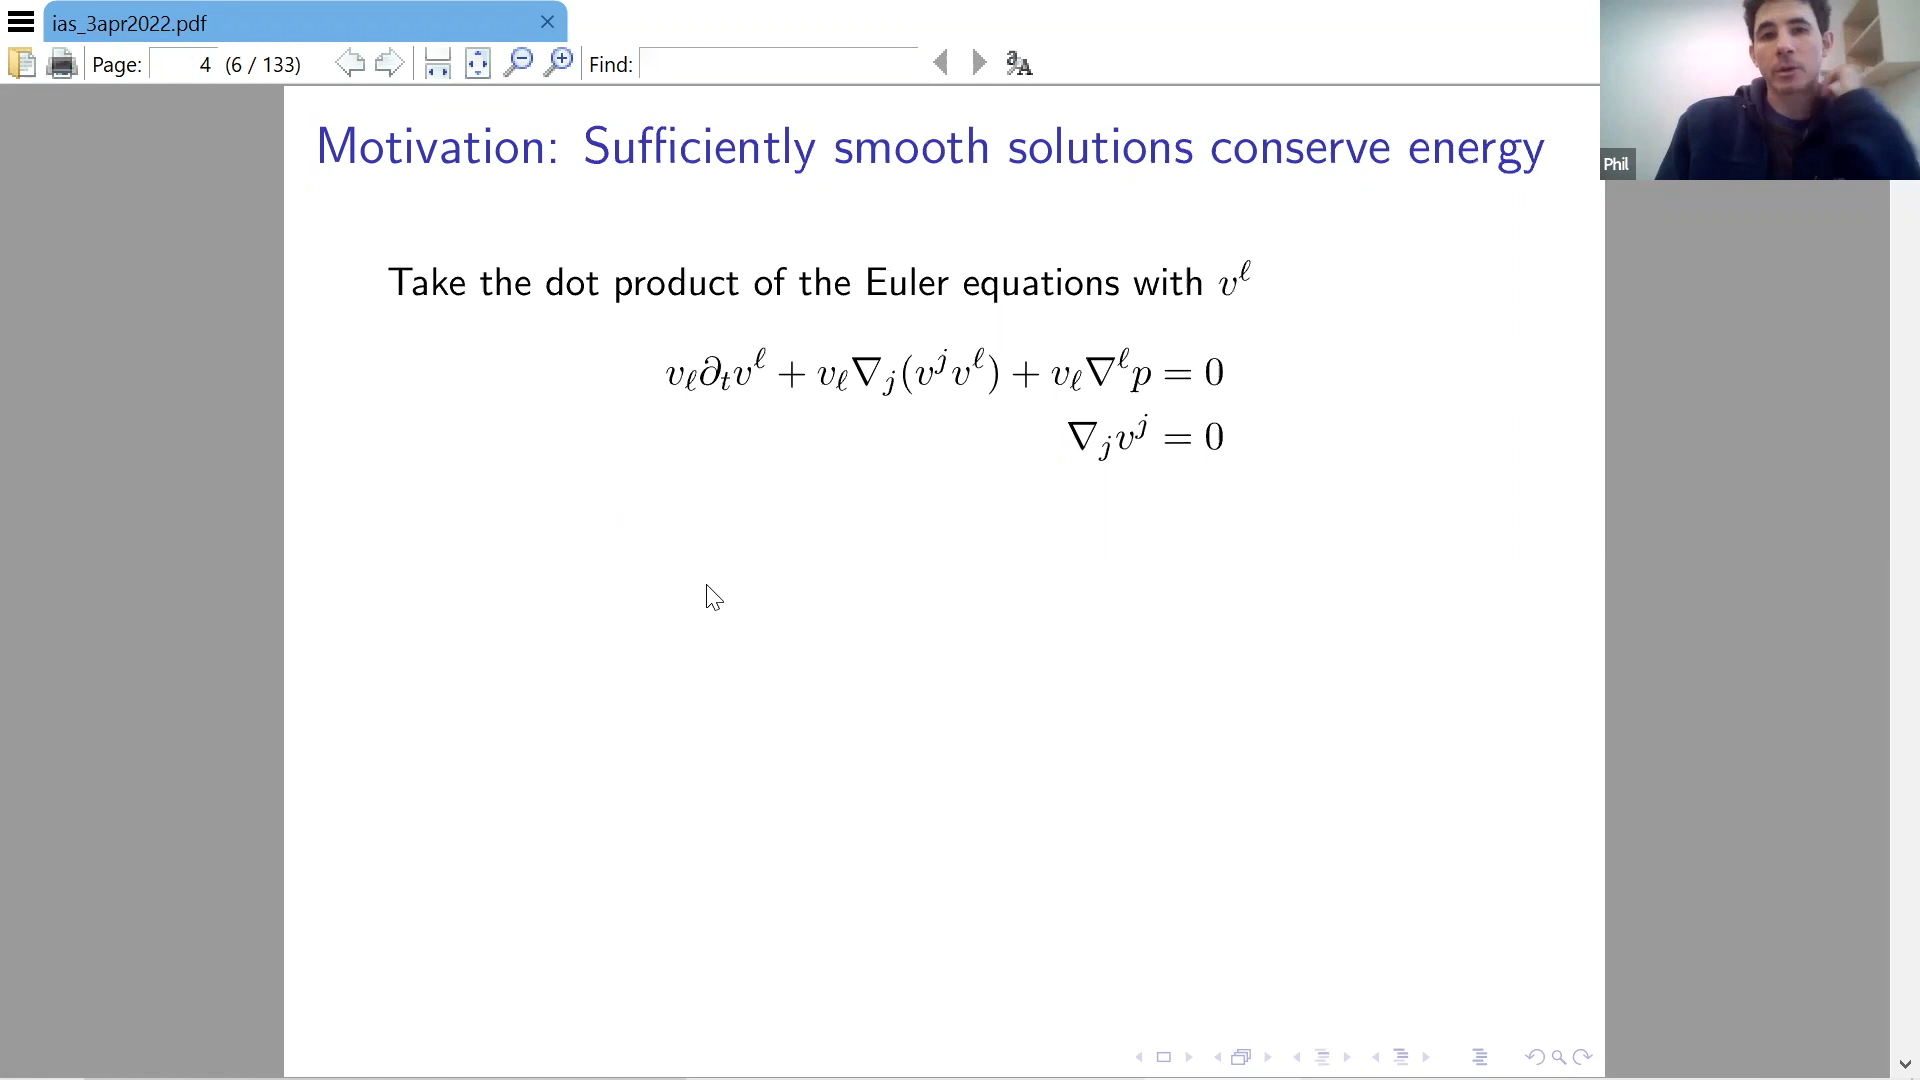 ias_3apr2022.pdf
Page: 4 (6 / 133) Find:
Phil
Motivation: Sufficiently smooth solutions conserve energy
Take the dot product of the Euler equations with v^ℓ
v_ℓ∂_t v^ℓ + v_ℓ∇_j(v^j v^ℓ) + v_ℓ∇^ℓ p = 0
∇_j v^j = 0